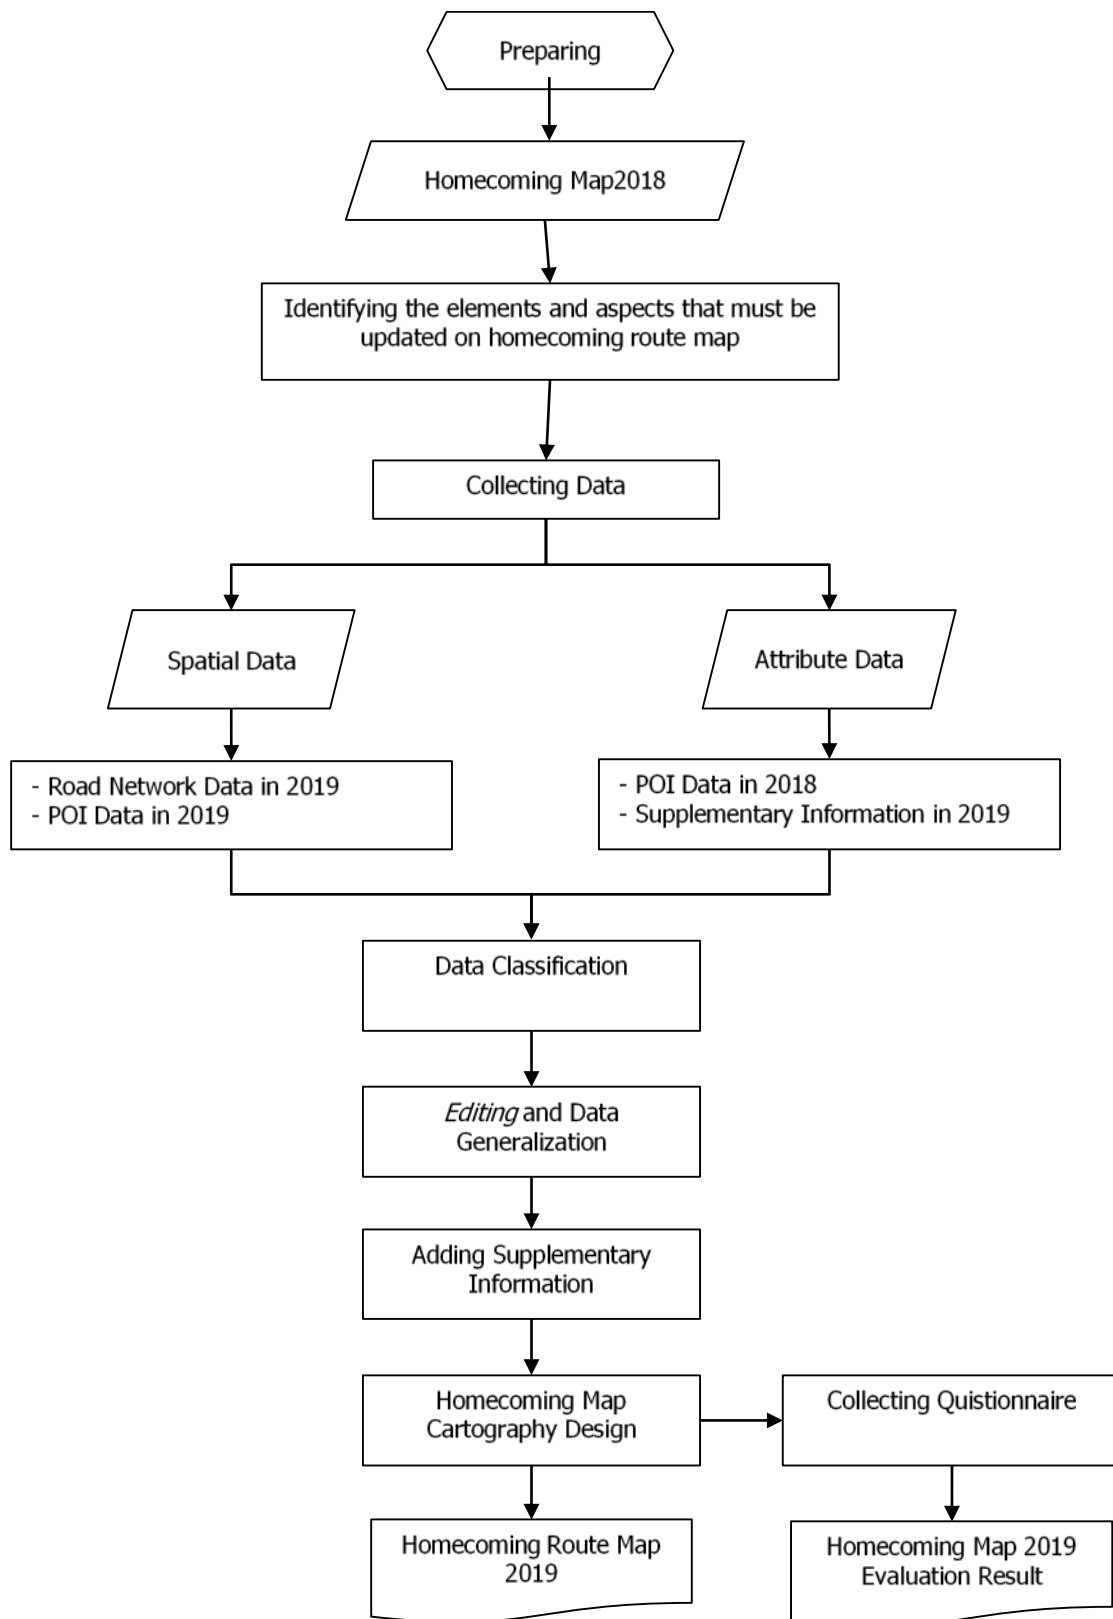 Preparing
Homecoming Map2018
Identifying the elements and aspects that must be
updated on homecoming route map
Collecting Data
Spatial Data
Attribute Data
- Road Network Data in 2019
- POI Data in 2019
- POI Data in 2018
- Supplementary Information in 2019
Data Classification
Editing and Data
Generalization
Adding Supplementary
Information
Homecoming Map
Cartography Design
Collecting Quistionnaire
Homecoming Route Map
2019
Homecoming Map 2019
Evaluation Result